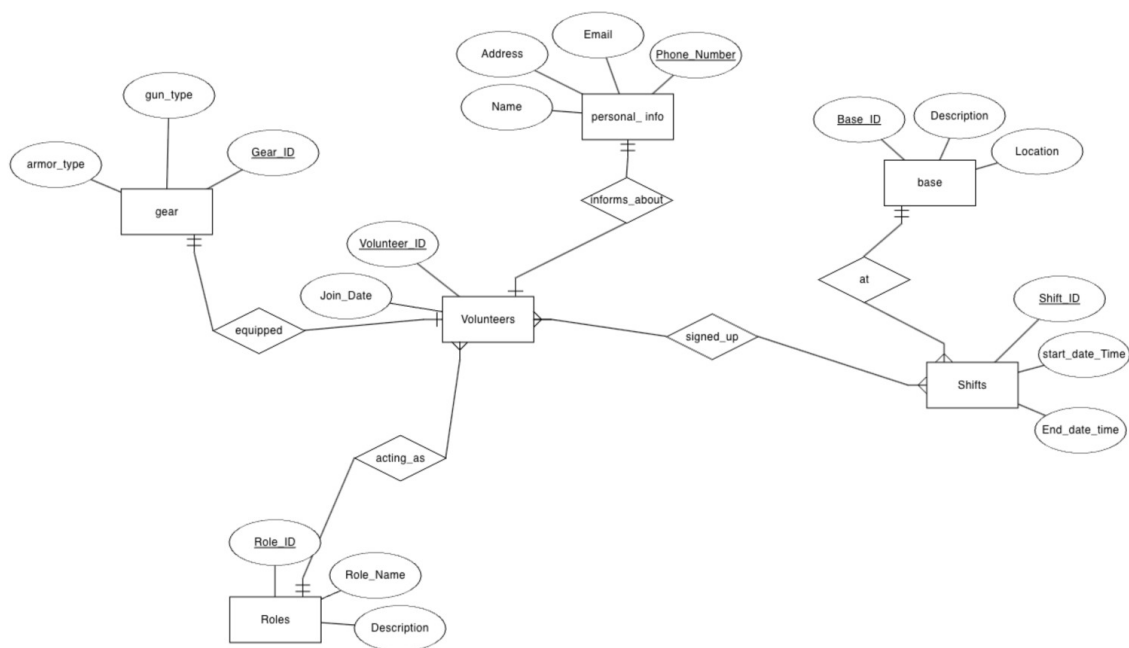 Email
Address
Phone_Number
Name
personal_ info
gun_type
armor_type
Gear_ID
gear
Base_ID
Description
Location
base
informs_about
Volunteer_ID
Join_Date
Volunteers
equipped
at
signed_up
Shift_ID
start_date_Time
Shifts
End_date_time
acting_as
Role_ID
Role_Name
Roles
Description